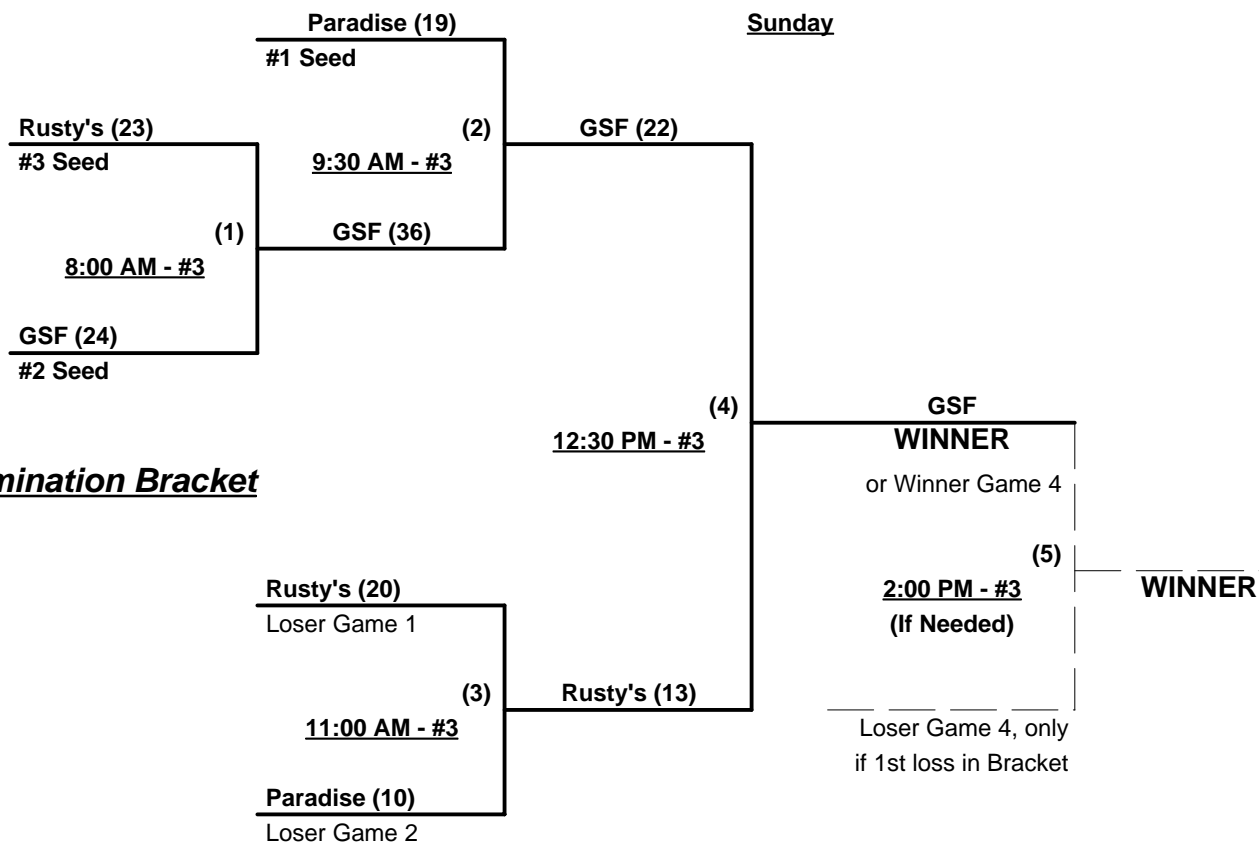 Paradise (19)
Sunday
#1 Seed
Rusty's (23)
(2)
GSF (22)
#3 Seed
9:30 AM - #3
(1)
GSF (36)
8:00 AM - #3
GSF (24)
#2 Seed
(4)
GSF
12:30 PM - #3
WINNER
mination Bracket
or Winner Game 4
(5)
Rusty's (20)
2:00 PM - #3
WINNER
Loser Game 1
(If Needed)
(3)
Rusty's (13)
11:00 AM - #3
Loser Game 4, only
if 1st loss in Bracket
Paradise (10)
Loser Game 2